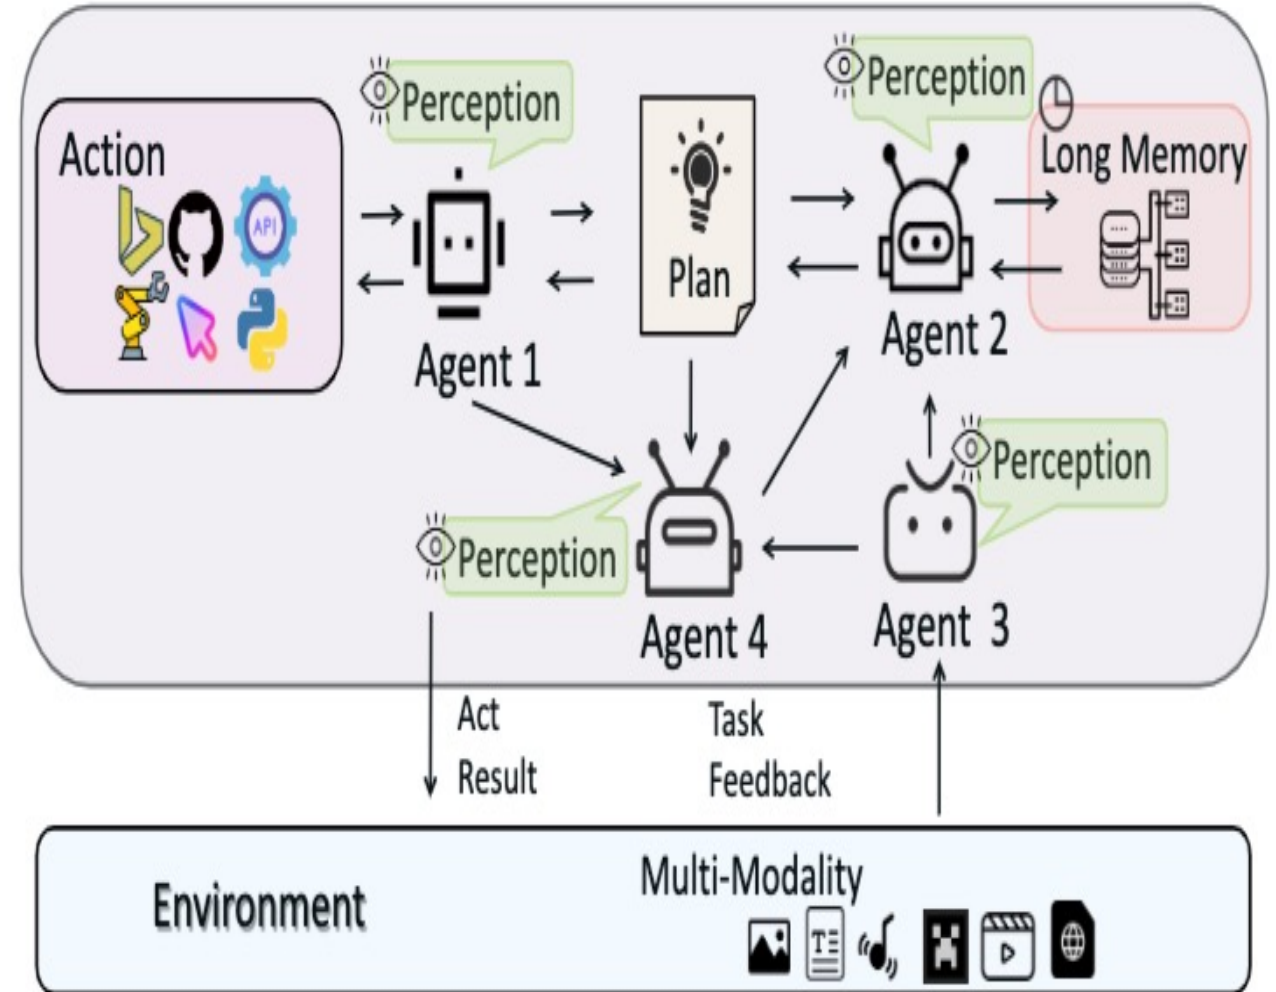 Perception
Perception
Action
Long Memory
API
Plan
Agent 1
Agent 2
Perception
Perception
Agent 4
Agent 3
Act
Result
Task
Feedback
Environment
Multi-Modality
T